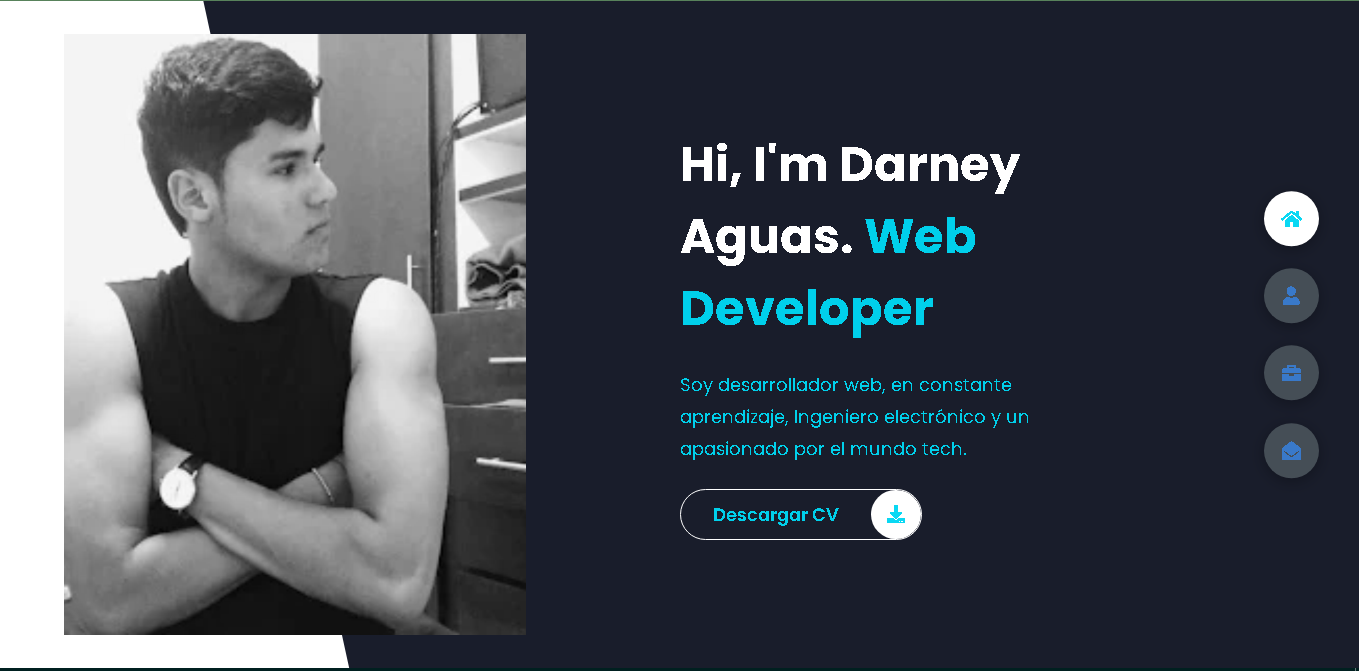 Hi, I'm Darney
Aguas. Web
Developer
Soy desarrollador web, en constante
aprendizaje, Ingeniero electrónico y un
apasionado por el mundo tech.
Descargar CV